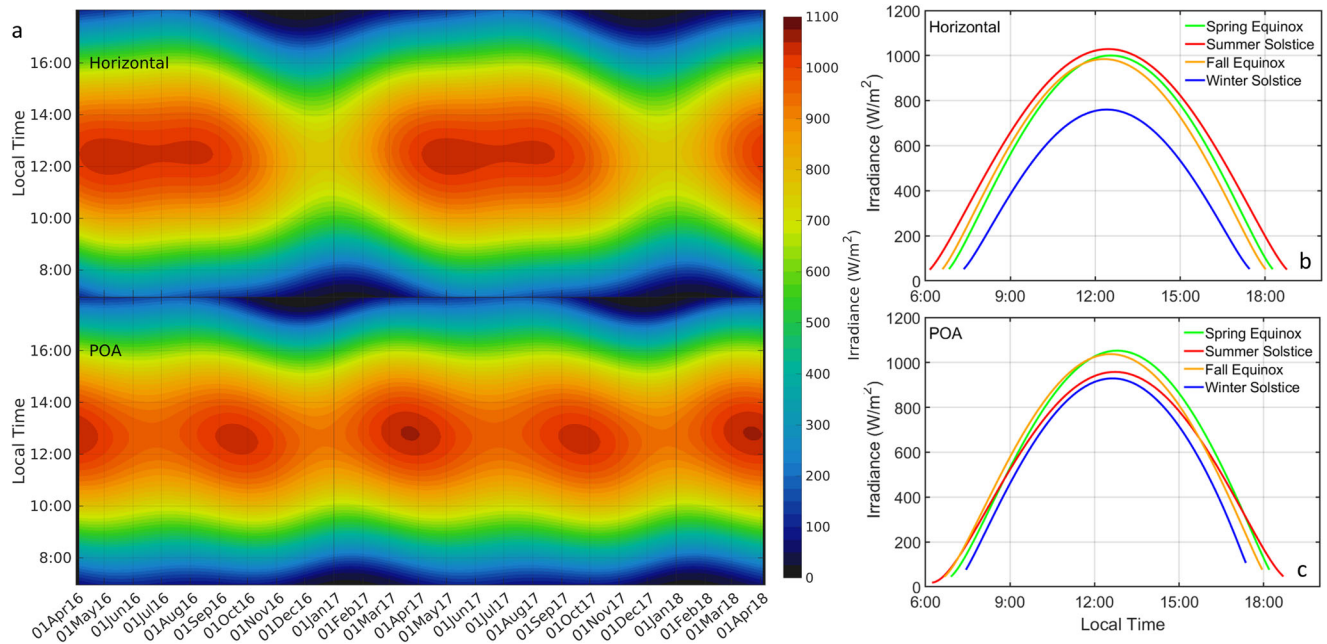 a
Horizontal
16:00
14:00
12:00
10:00
8:00
Local Time
POA
16:00
14:00
12:00
10:00
8:00
Local Time
01Apr16
01May16
01Jun16
01Jul16
01Aug16
01Sep16
01Oct16
01Nov16
01Dec16
01Jan17
01Feb17
01Mar17
01Apr17
01May17
01Jun17
01Jul17
01Aug17
01Sep17
01Oct17
01Nov17
01Dec17
01Jan18
01Feb18
01Mar18
01Apr18
1100
1000
900
800
700
600
500
400
300
200
100
0
Irradiance (W/m²)
Horizontal
Spring Equinox
Summer Solstice
Fall Equinox
Winter Solstice
1200
1000
800
600
400
200
0
Irradiance (W/m²)
b
6:00 9:00 12:00 15:00 18:00
POA
Spring Equinox
Summer Solstice
Fall Equinox
Winter Solstice
1200
1000
800
600
400
200
0
Irradiance (W/m²)
c
6:00 9:00 12:00 15:00 18:00
Local Time